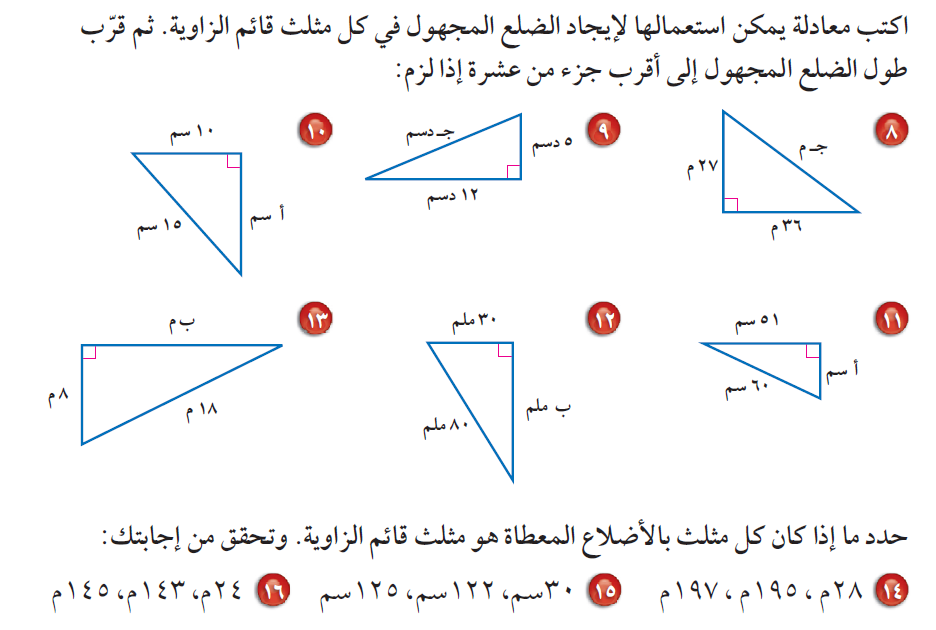 اكتب معادلة يمكن استعمالها لإيجاد الضلع المجهول في كل مثلث قائم الزاوية. ثم قرّب
طول الضلع المجهول إلى أقرب جزء من عشرة إذا لزم:
٨
جـ م
٢٧ م
٣٦ م
٩
جـ دسم
٥ دسم
١٢ دسم
١٠
١٠ سم
أ سم
١٥ سم
١١
٥١ سم
أ سم
٦٠ سم
١٢
٣٠ ملم
ب ملم
٨٠ ملم
١٣
ب م
٨ م
١٨ م
حدد ما إذا كان كل مثلث بالأضلاع المعطاة هو مثلث قائم الزاوية. وتحقق من إجابتك:
١٤ ٢٨م ، ١٩٥م ، ١٩٧م ١٥ ٣٠سم، ١٢٢سم، ١٢٥سم ١٦ ٢٤م، ١٤٣م، ١٤٥م